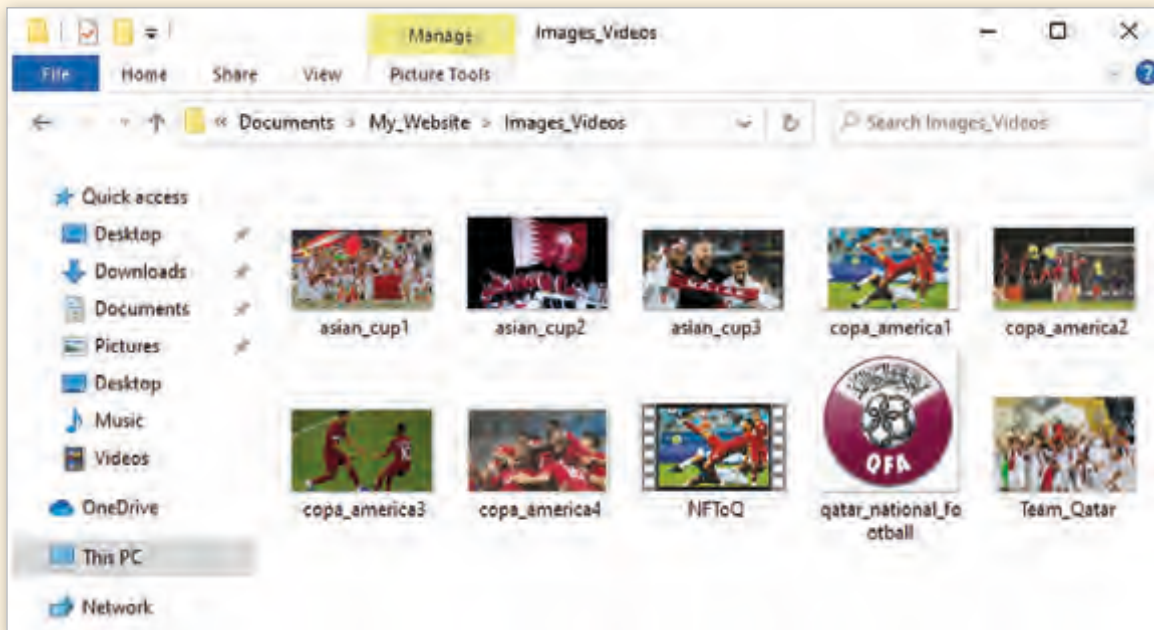 Manage Images_Videos
File Home Share View Picture Tools
« Documents > My_Website > Images_Videos Search Images_Videos
Quick access
Desktop
Downloads
Documents
Pictures
Desktop
Music
Videos
OneDrive
This PC
Network
asian_cup1 asian_cup2 asian_cup3 copa_america1 copa_america2
QFA
copa_america3 copa_america4 NFToQ qatar_national_fo
otball Team_Qatar